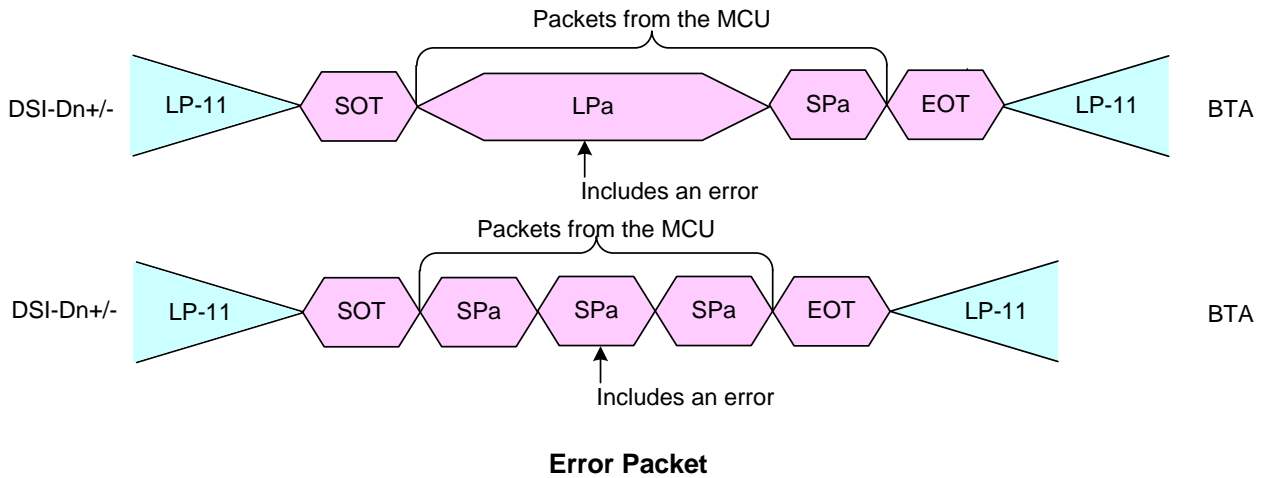 Packets from the MCU
DSI-Dn+/- LP-11 SOT LPa SPa EOT LP-11 BTA
Includes an error
Packets from the MCU
DSI-Dn+/- LP-11 SOT SPa SPa SPa EOT LP-11 BTA
Includes an error
Error Packet